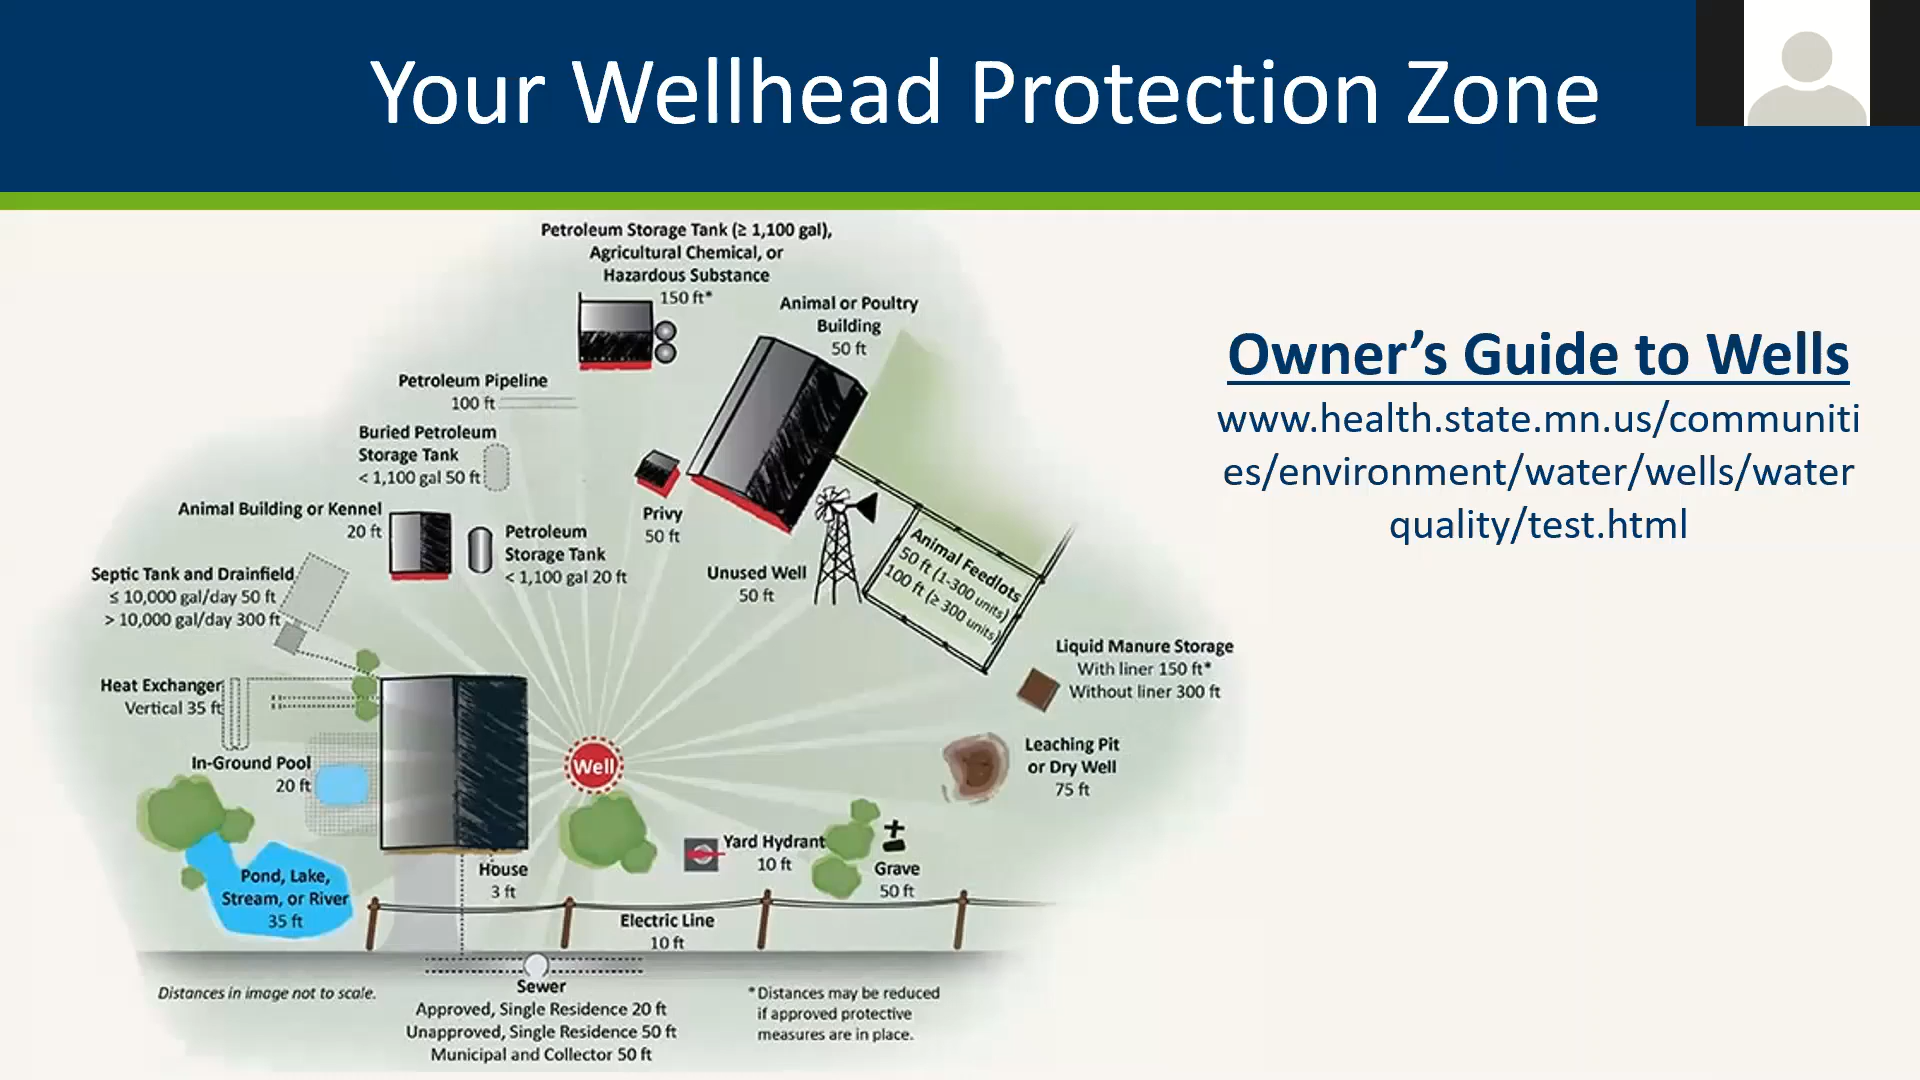 Your Wellhead Protection Zone
Petroleum Storage Tank (≥ 1,100 gal),
Agricultural Chemical, or
Hazardous Substance
150 ft*
Animal or Poultry
Building
50 ft
Petroleum Pipeline
100 ft
Buried Petroleum
Storage Tank
< 1,100 gal 50 ft
Animal Building or Kennel
20 ft
Petroleum
Storage Tank
< 1,100 gal 20 ft
Privy
50 ft
Unused Well
50 ft
Animal Feedlots
50 ft (1-300 units)
100 ft (≥ 300 units)
Septic Tank and Drainfield
≤ 10,000 gal/day 50 ft
> 10,000 gal/day 300 ft
Liquid Manure Storage
With liner 150 ft*
Without liner 300 ft
Heat Exchanger
Vertical 35 ft
In-Ground Pool
20 ft
Well
Leaching Pit
or Dry Well
75 ft
Yard Hydrant
10 ft
Grave
50 ft
House
3 ft
Pond, Lake,
Stream, or River
35 ft
Electric Line
10 ft
Sewer
Approved, Single Residence 20 ft
Unapproved, Single Residence 50 ft
Municipal and Collector 50 ft
Distances in image not to scale.
*Distances may be reduced
if approved protective
measures are in place.
Owner’s Guide to Wells
www.health.state.mn.us/communiti
es/environment/water/wells/water
quality/test.html